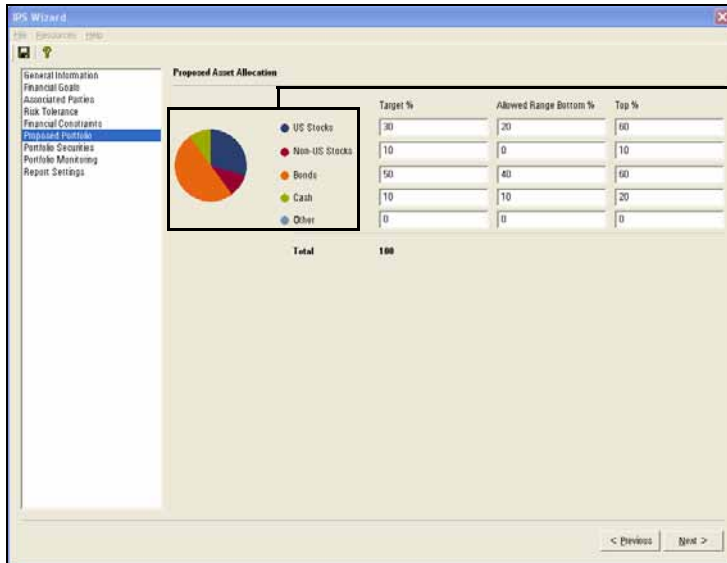 IPS Wizard
File Resources Help
General Information
Financial Goals
Associated Parties
Risk Tolerance
Financial Constraints
Proposed Portfolio
Portfolio Securities
Portfolio Monitoring
Report Settings
Proposed Asset Allocation
Target % Allowed Range Bottom % Top %
US Stocks 30 20 60
Non-US Stocks 10 0 10
Bonds 50 40 60
Cash 10 10 20
Other 0 0 0
Total 100
< Previous Next >